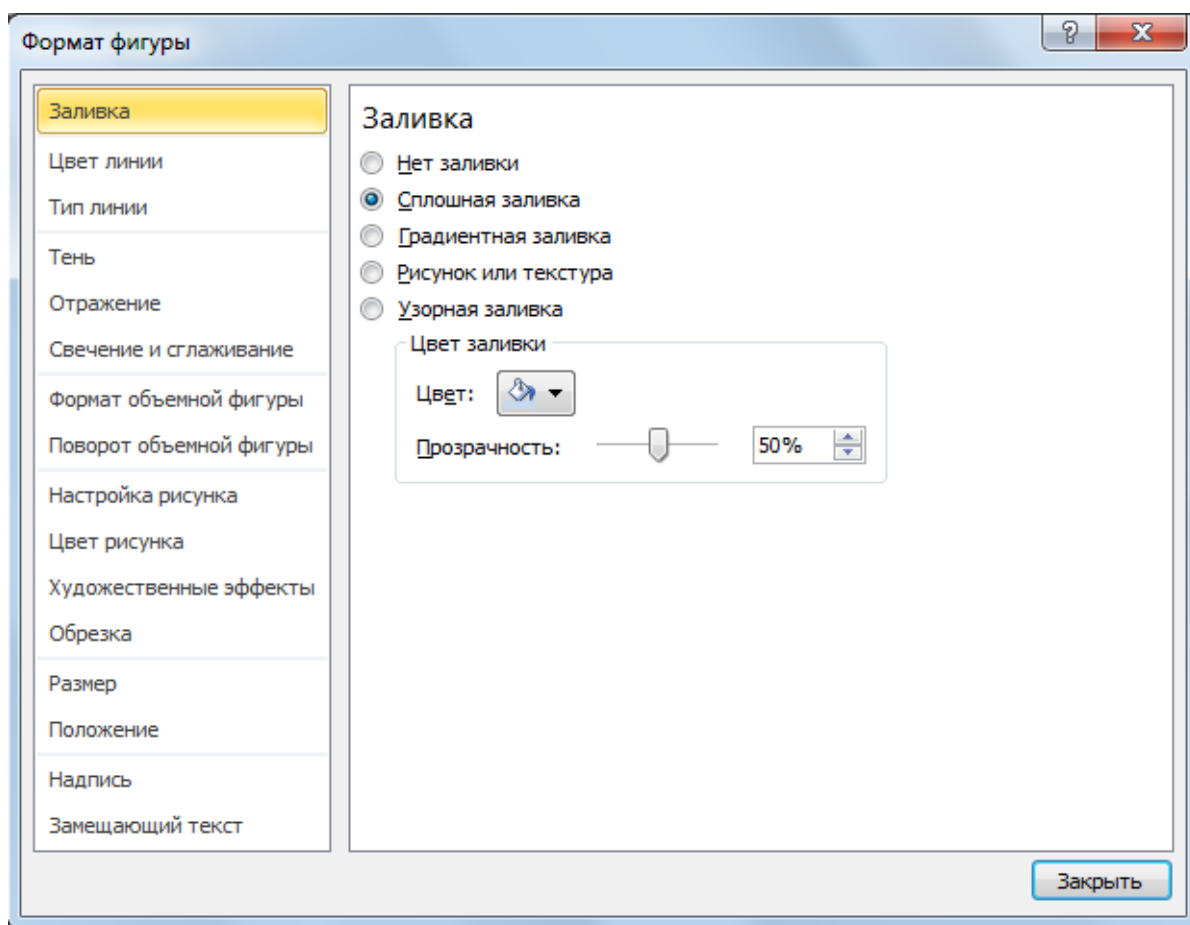 Формат фигуры
Заливка
Цвет линии
Тип линии
Тень
Отражение
Свечение и сглаживание
Формат объемной фигуры
Поворот объемной фигуры
Настройка рисунка
Цвет рисунка
Художественные эффекты
Обрезка
Размер
Положение
Надпись
Замещающий текст
Заливка
Нет заливки
Сплошная заливка
Градиентная заливка
Рисунок или текстура
Узорная заливка
Цвет заливки
Цвет:
Прозрачность: 50%
Закрыть